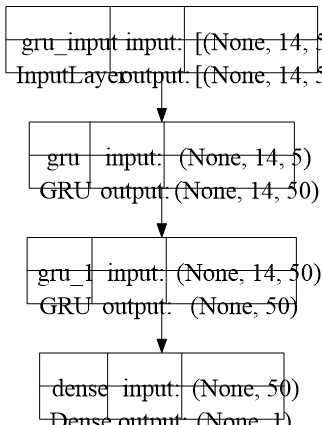 gru_input input: [(None, 14, 5
InputLayer output: [(None, 14, 5
gru input: (None, 14, 5)
GRU output: (None, 14, 50)
gru_1 input: (None, 14, 50)
GRU output: (None, 50)
dense input: (None, 50)
Dense output: (None, 1)